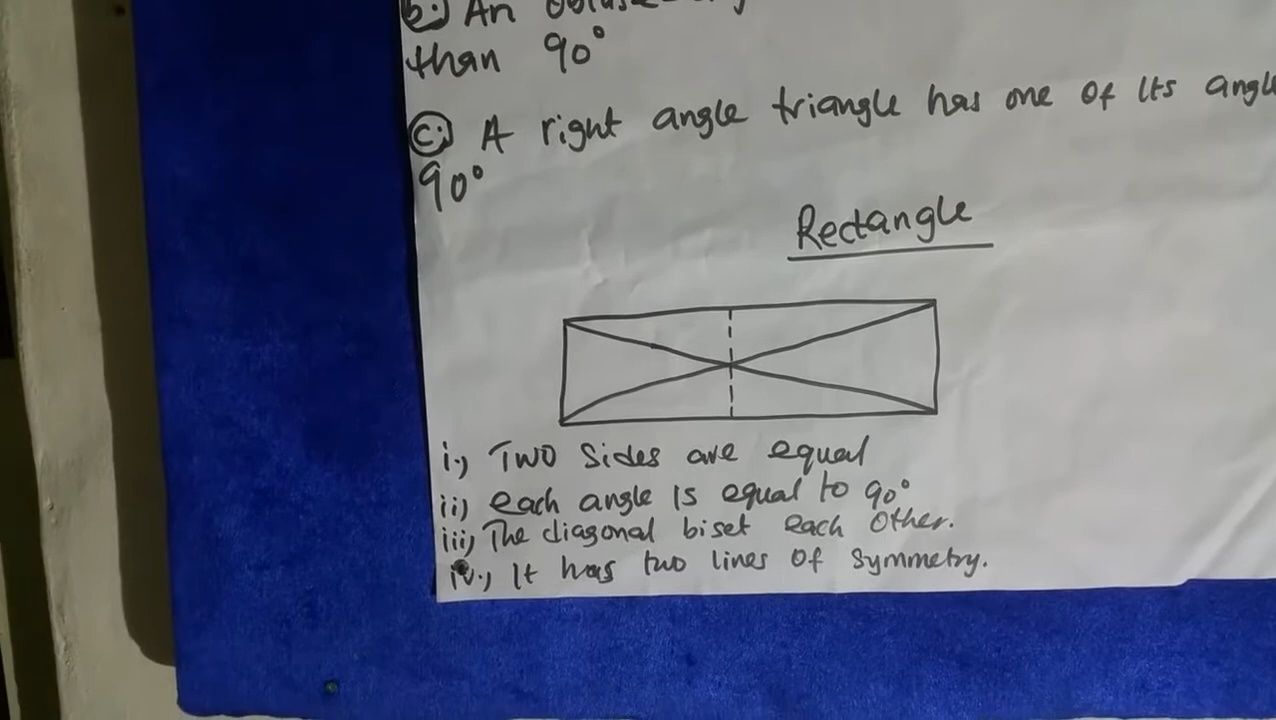 b.) An
than 90°
c.) A right angle triangle has one of its angle
90°
Rectangle
i.) Two sides are equal
ii) each angle is equal to 90°
iii) The diagonal biset each other.
iv.) It has two lines of symmetry.